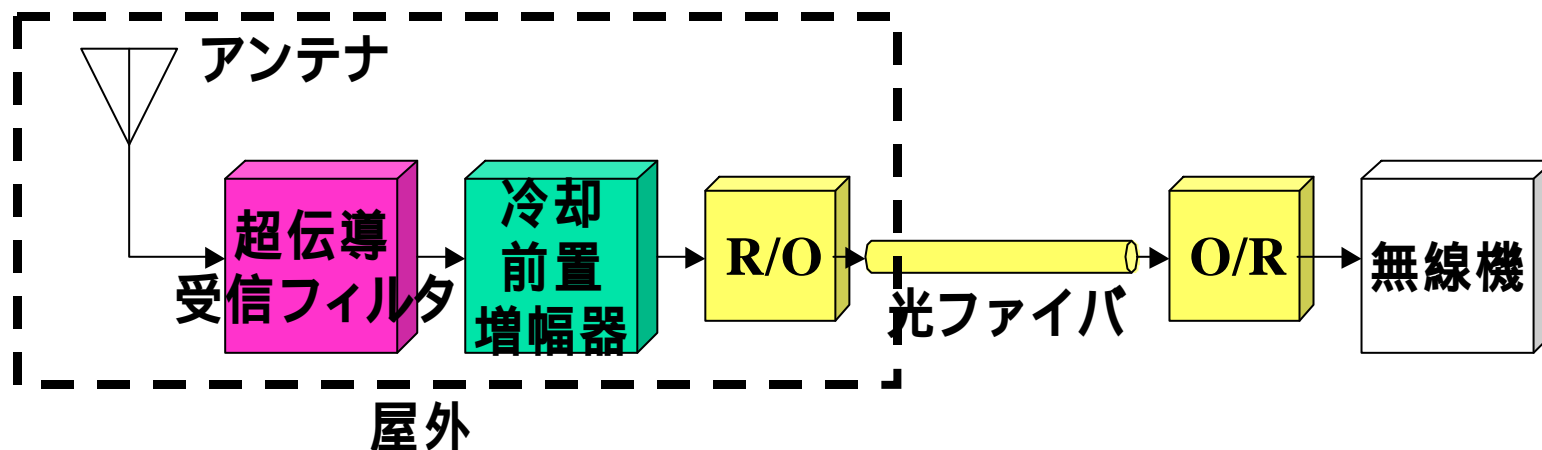 アンテナ
超伝導
受信フィルタ
冷却
前置
増幅器
R/O
光ファイバ
O/R
無線機
屋外